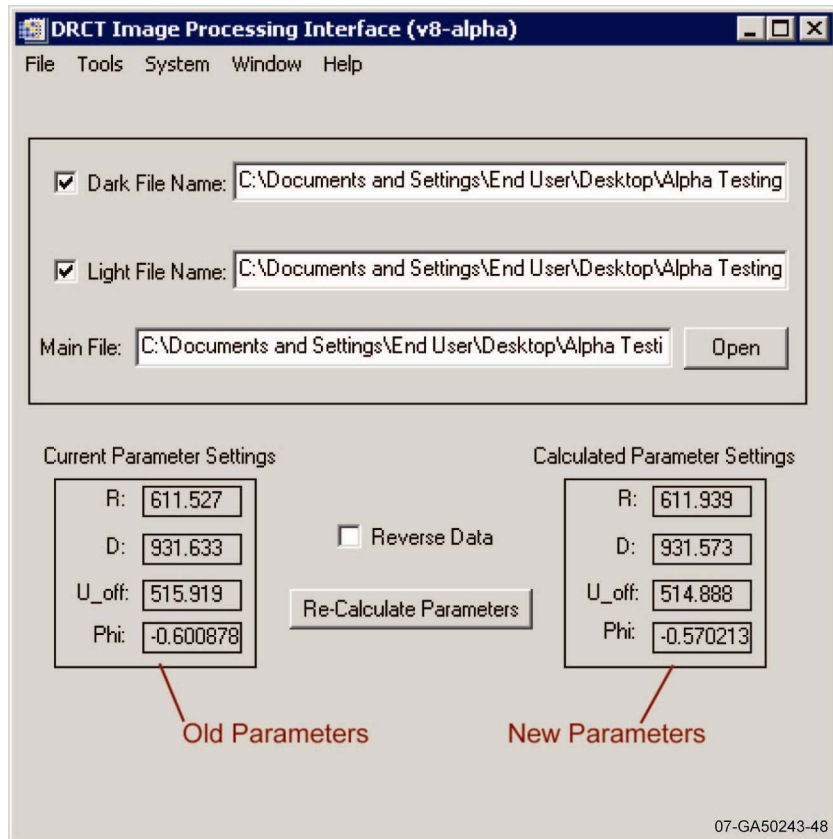 DRCT Image Processing Interface (v8-alpha)
File Tools System Window Help
Dark File Name: C:\Documents and Settings\End User\Desktop\Alpha Testing
Light File Name: C:\Documents and Settings\End User\Desktop\Alpha Testing
Main File: C:\Documents and Settings\End User\Desktop\Alpha Testi Open
Current Parameter Settings
R: 611.527
D: 931.633
U_off: 515.919
Phi: -0.600878
Reverse Data
Re-Calculate Parameters
Calculated Parameter Settings
R: 611.939
D: 931.573
U_off: 514.888
Phi: -0.570213
Old Parameters
New Parameters
07-GA50243-48